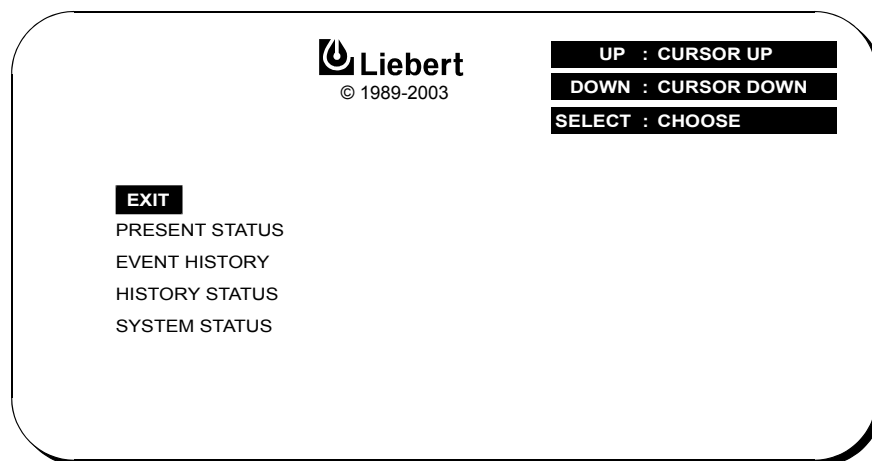 Liebert
© 1989-2003
UP : CURSOR UP
DOWN : CURSOR DOWN
SELECT : CHOOSE
EXIT
PRESENT STATUS
EVENT HISTORY
HISTORY STATUS
SYSTEM STATUS